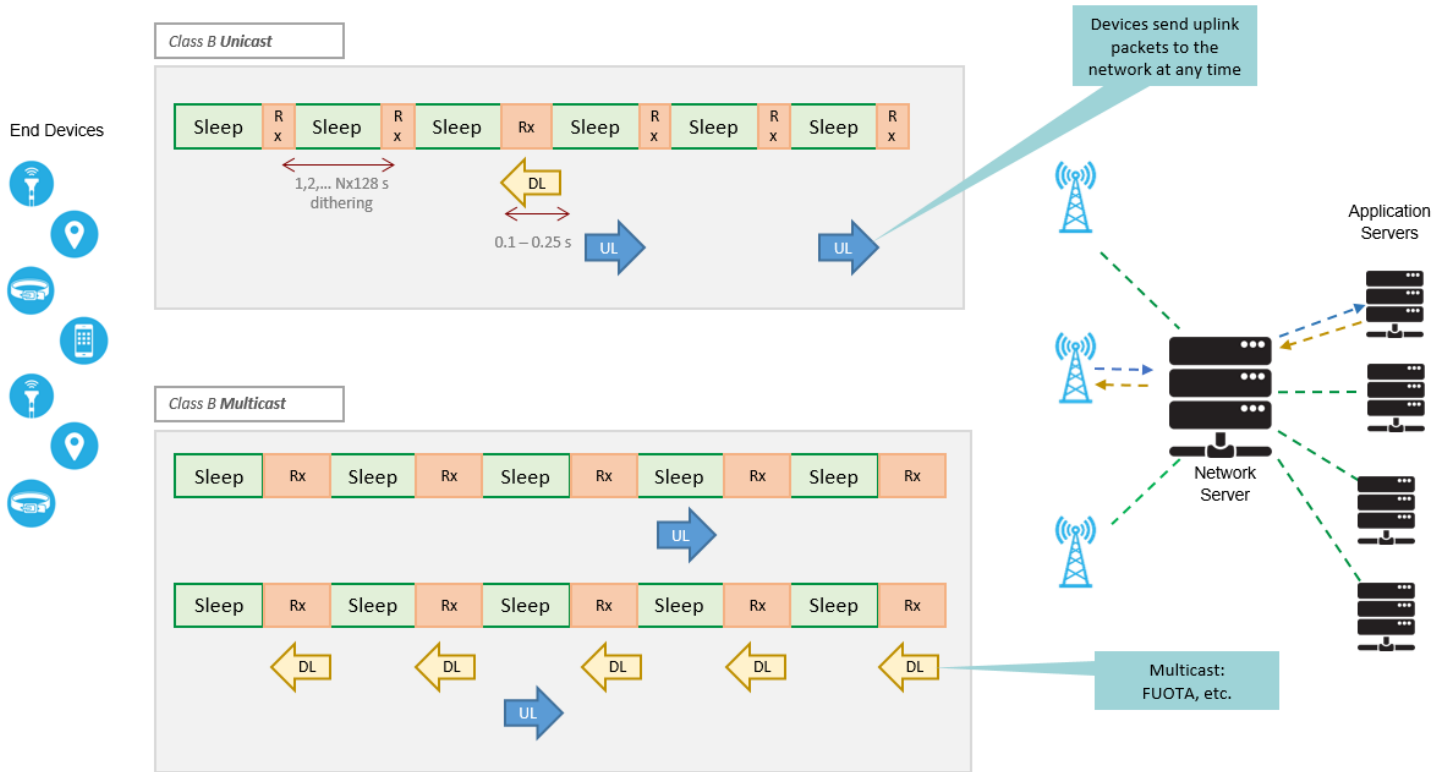 Class B Unicast
Devices send uplink
packets to the
network at any time
End Devices
Sleep
R
x
Sleep
R
x
Sleep
Rx
Sleep
R
x
Sleep
R
x
Sleep
R
x
1,2,... Nx128 s
dithering
DL
0.1 – 0.25 s
UL
UL
Application
Servers
Class B Multicast
Sleep
Rx
Sleep
Rx
Sleep
Rx
Sleep
Rx
Sleep
Rx
Network
Server
UL
Sleep
Rx
Sleep
Rx
Sleep
Rx
Sleep
Rx
Sleep
Rx
DL
DL
DL
DL
DL
Multicast:
FUOTA, etc.
UL